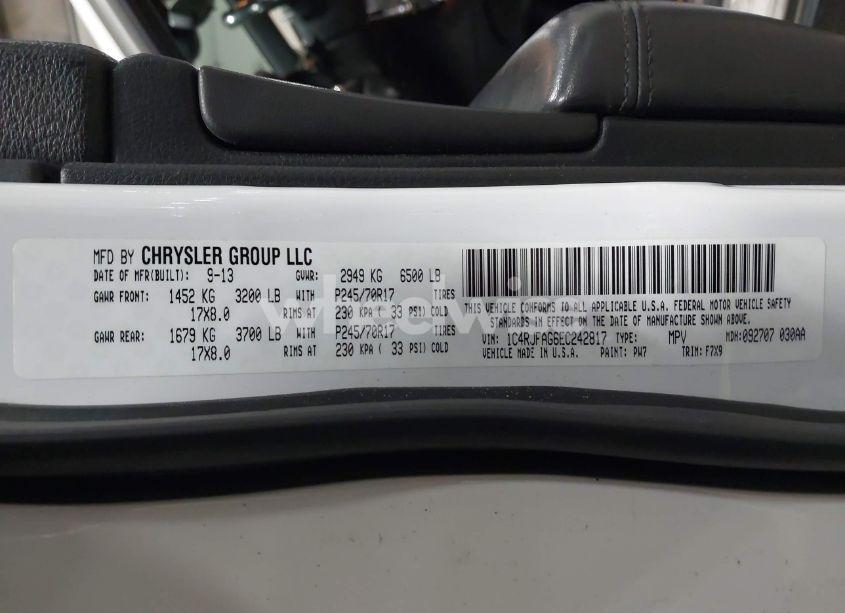 MFD BY CHRYSLER GROUP LLC
DATE OF MFR(BUILT): 9-13 GVWR: 2949 KG 6500 LB
GAWR FRONT: 1452 KG 3200 LB WITH P245/70R17 TIRES
17X8.0 RIMS AT 230 KPA ( 33 PSI) COLD
GAWR REAR: 1679 KG 3700 LB WITH P245/70R17 TIRES
17X8.0 RIMS AT 230 KPA ( 33 PSI) COLD
THIS VEHICLE CONFORMS TO ALL APPLICABLE U.S.A. FEDERAL MOTOR VEHICLE SAFETY
STANDARDS IN EFFECT ON THE DATE OF MANUFACTURE SHOWN ABOVE.
VIN: 1C4RJFAG6EC242817 TYPE: MPV MDH:092707 030AA
VEHICLE MADE IN U.S.A. PAINT: PW7 TRIM: F7X9